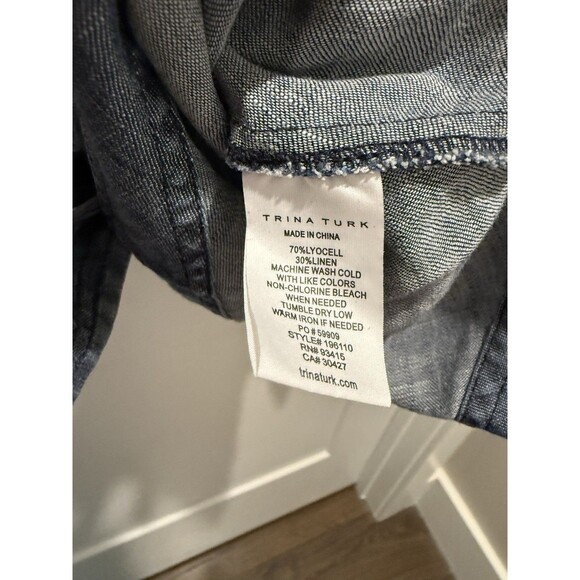 TRINA TURK
MADE IN CHINA
70%LYOCELL
30%LINEN
MACHINE WASH COLD
WITH LIKE COLORS
NON-CHLORINE BLEACH
WHEN NEEDED
TUMBLE DRY LOW
WARM IRON IF NEEDED
PO # 59909
STYLE# 196110
RN# 93415
CA# 30427
trinaturk.com